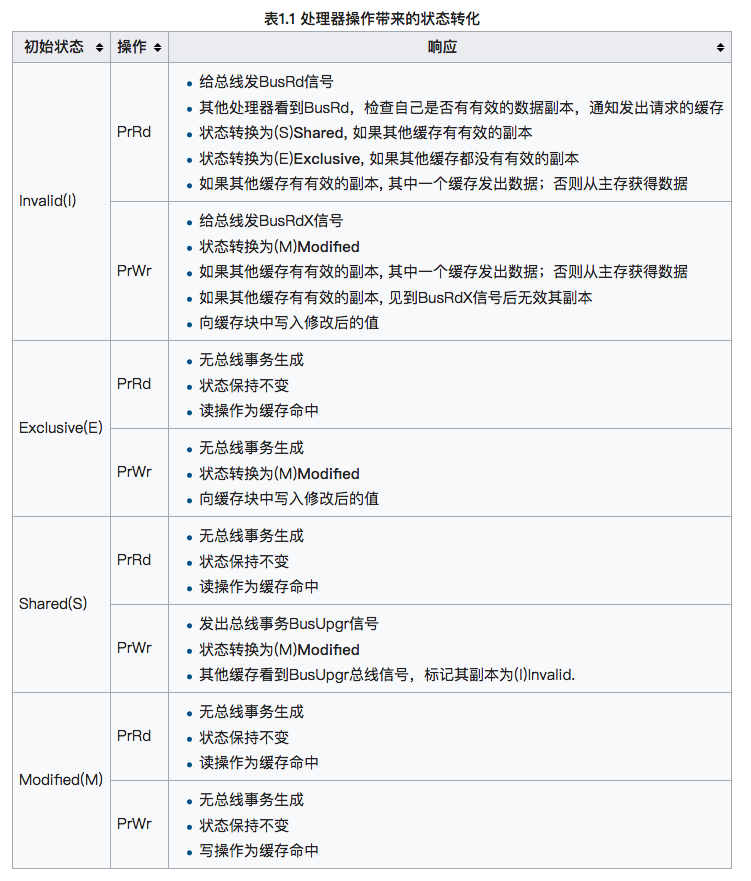 表1.1 处理器操作带来的状态转化
初始状态 操作 响应
Invalid(I)
PrRd
给总线发BusRd信号
其他处理器看到BusRd，检查自己是否有有效的数据副本，通知发出请求的缓存
状态转换为(S)Shared, 如果其他缓存有有效的副本
状态转换为(E)Exclusive, 如果其他缓存都没有有效的副本
如果其他缓存有有效的副本, 其中一个缓存发出数据；否则从主存获得数据
PrWr
给总线发BusRdX信号
状态转换为(M)Modified
如果其他缓存有有效的副本, 其中一个缓存发出数据；否则从主存获得数据
如果其他缓存有有效的副本, 见到BusRdX信号后无效其副本
向缓存块中写入修改后的值
Exclusive(E)
PrRd
无总线事务生成
状态保持不变
读操作为缓存命中
PrWr
无总线事务生成
状态转换为(M)Modified
向缓存块中写入修改后的值
Shared(S)
PrRd
无总线事务生成
状态保持不变
读操作为缓存命中
PrWr
发出总线事务BusUpgr信号
状态转换为(M)Modified
其他缓存看到BusUpgr总线信号，标记其副本为(I)Invalid.
Modified(M)
PrRd
无总线事务生成
状态保持不变
读操作为缓存命中
PrWr
无总线事务生成
状态保持不变
写操作为缓存命中